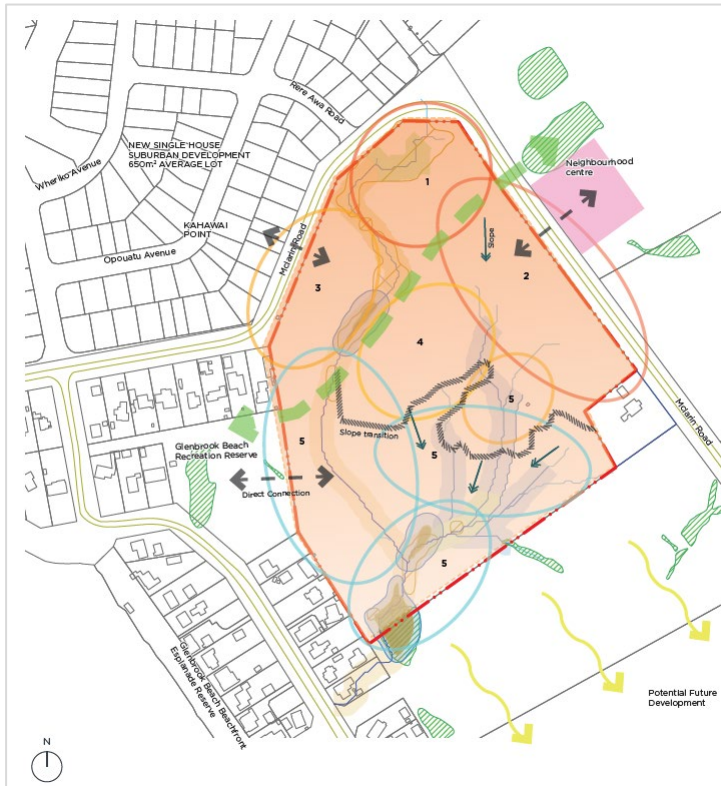 Rere Awa Road
NEW SINGLE HOUSE
SUBURBAN DEVELOPMENT
650m² AVERAGE LOT
Wheriko Avenue
KAHAWAI
POINT
Opouatu Avenue
Mclarin Road
Neighbourhood
centre
1
Slope
2
3
4
5
Slope transition
5
5
Glenbrook Beach
Recreation Reserve
Direct Connection
5
Mclarin Road
Glenbrook Beach Beachfront
Esplanade Reserve
Potential Future
Development
N